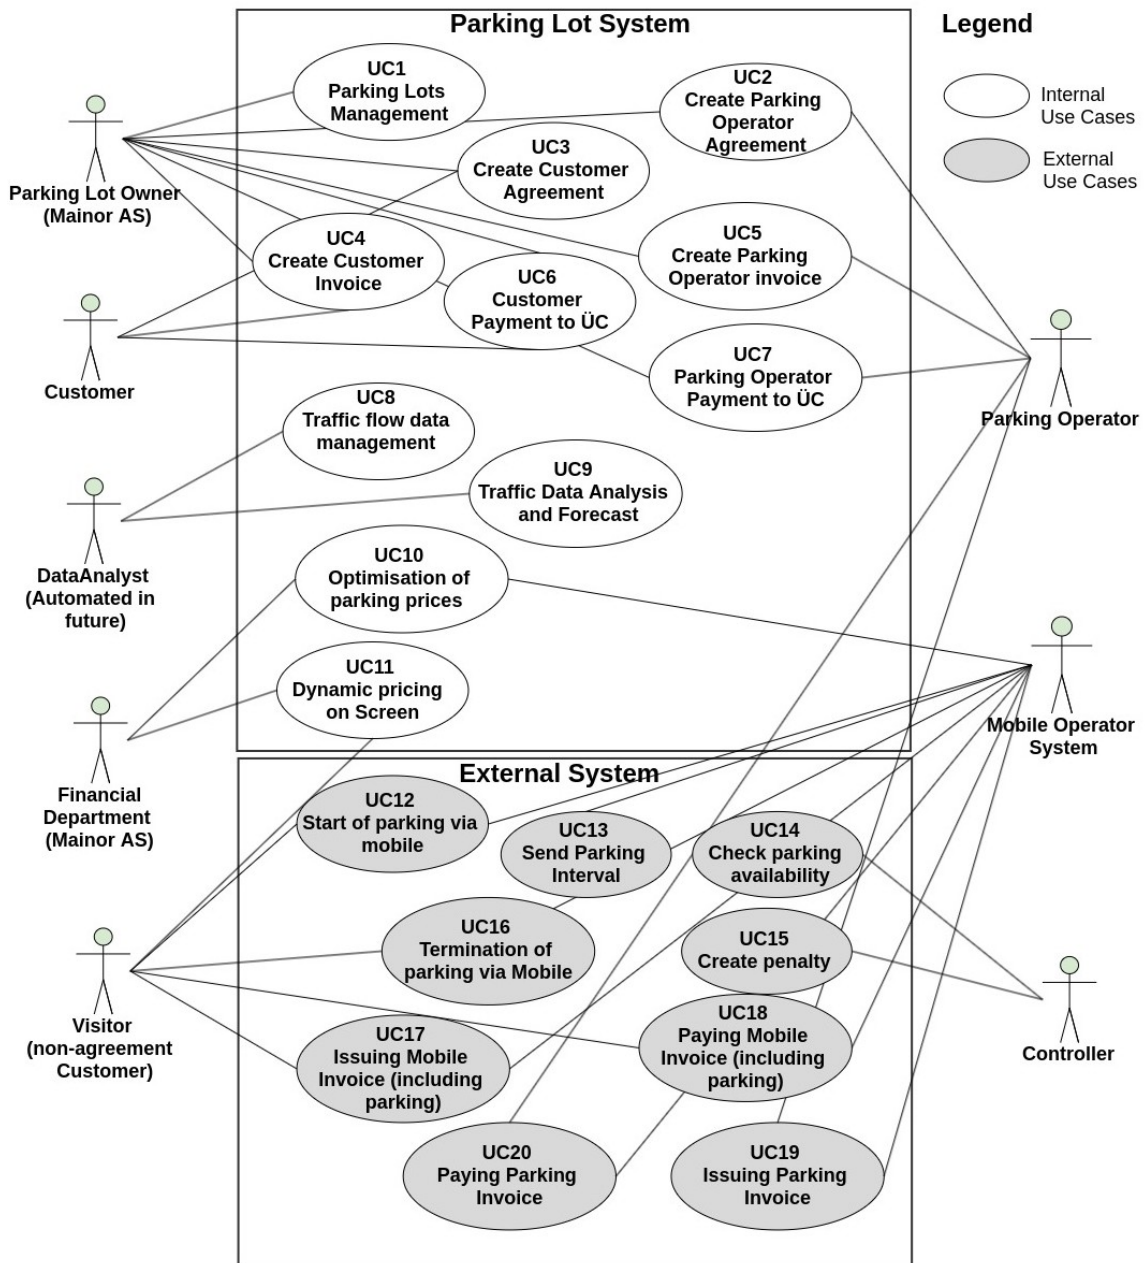 Parking Lot System
Legend
UC1
Parking Lots
Management
UC2
Create Parking
Operator
Agreement
Internal
Use Cases
External
Use Cases
UC3
Create Customer
Agreement
Parking Lot Owner
(Mainor AS)
UC4
Create Customer
Invoice
UC5
Create Parking
Operator invoice
UC6
Customer
Payment to ÜC
UC7
Parking Operator
Payment to ÜC
Customer
Parking Operator
UC8
Traffic flow data
management
UC9
Traffic Data Analysis
and Forecast
DataAnalyst
(Automated in
future)
UC10
Optimisation of
parking prices
UC11
Dynamic pricing
on Screen
Mobile Operator
System
Financial
Department
(Mainor AS)
External System
UC12
Start of parking via
mobile
UC13
Send Parking
Interval
UC14
Check parking
availability
UC16
Termination of
parking via Mobile
UC15
Create penalty
Visitor
(non-agreement
Customer)
UC17
Issuing Mobile
Invoice (including
parking)
UC18
Paying Mobile
Invoice (including
parking)
Controller
UC20
Paying Parking
Invoice
UC19
Issuing Parking
Invoice